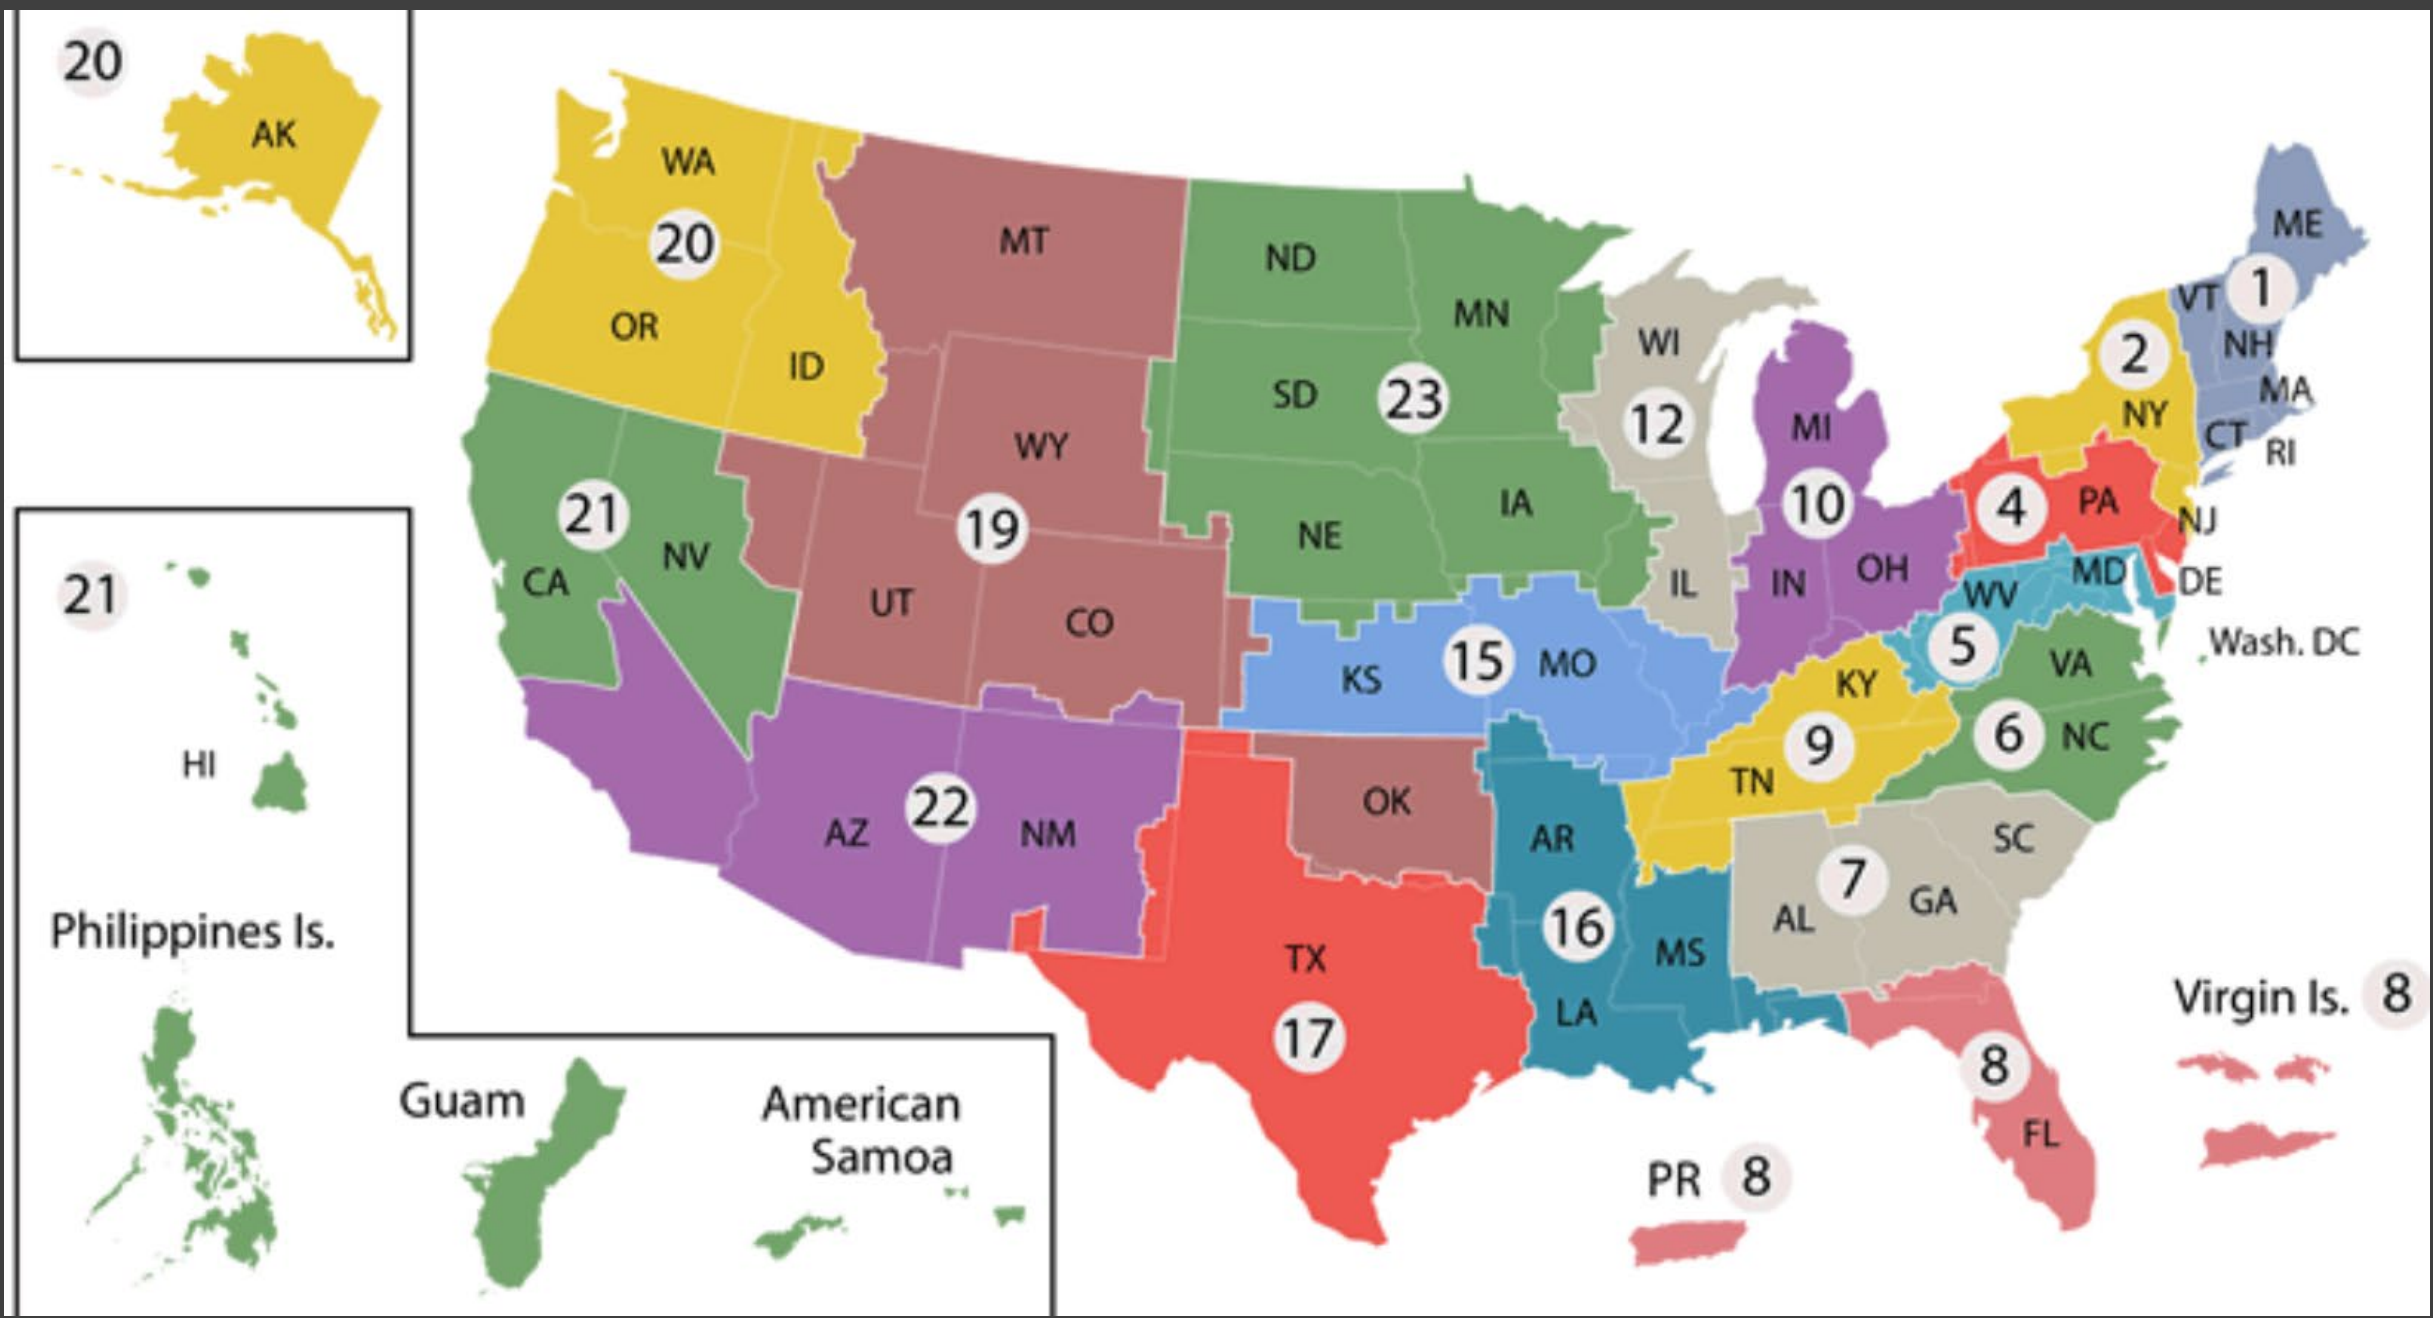 20
AK
WA
20
OR
ID
MT
ND
MN
SD
23
WI
12
MI
10
ME
1
VT
NH
2
NY
MA
CT
RI
WY
19
21
CA
NV
UT
CO
NE
IA
IL
IN
OH
4
PA
NJ
WV
MD
DE
5
Wash. DC
KS
15
MO
KY
VA
9
6
NC
TN
AZ
22
NM
OK
AR
SC
7
AL
GA
16
MS
TX
17
LA
8
FL
Virgin Is. 8
PR 8
21
HI
Philippines Is.
Guam
American
Samoa